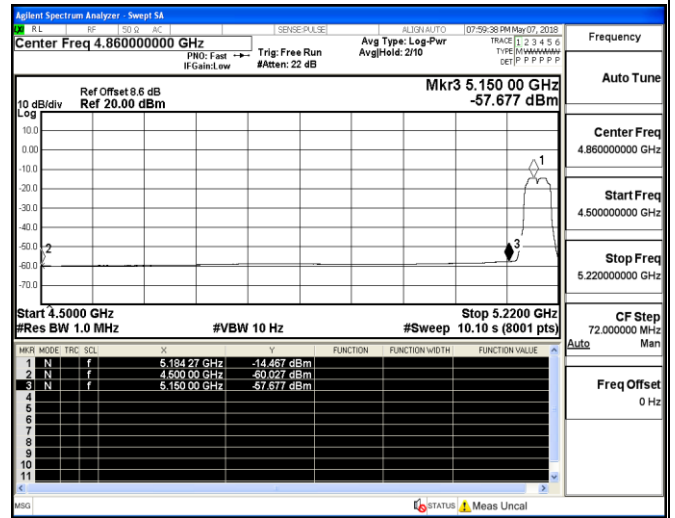 Agilent Spectrum Analyzer - Swept SA
RL RF 50 Ω AC SENSE:PULSE ALIGN AUTO 07:59:38 PM May 07, 2018
Center Freq 4.860000000 GHz
PNO: Fast
IFGain:Low
Trig: Free Run
#Atten: 22 dB
Avg Type: Log-Pwr
Avg|Hold: 2/10
TRACE 1 2 3 4 5 6
TYPE M WWWWW
DET P P P P P P
Frequency
Auto Tune
Center Freq
4.860000000 GHz
Start Freq
4.500000000 GHz
Stop Freq
5.220000000 GHz
CF Step
72.000000 MHz
Auto Man
Freq Offset
0 Hz
Mkr3 5.150 00 GHz
-57.677 dBm
Ref Offset 8.6 dB
10 dB/div Ref 20.00 dBm
Log
10.0
0.00
-10.0
-20.0
-30.0
-40.0
-50.0
-60.0
-70.0
1
2
3
Start 4.5000 GHz Stop 5.2200 GHz
#Res BW 1.0 MHz #VBW 10 Hz #Sweep 10.10 s (8001 pts)
MKR MODE TRC SCL X Y FUNCTION FUNCTION WIDTH FUNCTION VALUE
1 N f 5.184 27 GHz -14.467 dBm
2 N f 4.500 00 GHz -60.027 dBm
3 N f 5.150 00 GHz -57.677 dBm
4
5
6
7
8
9
10
11
MSG STATUS Meas Uncal